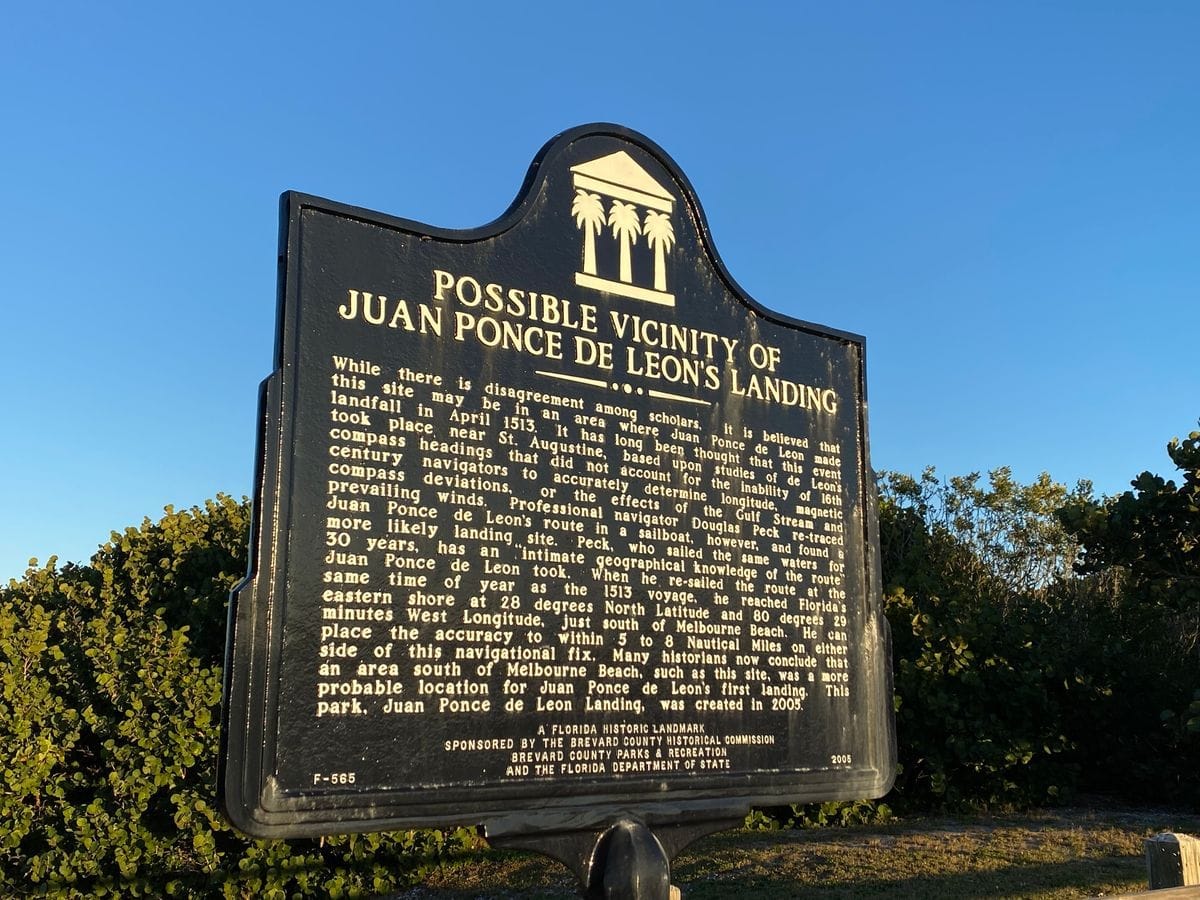 POSSIBLE VICINITY OF
JUAN PONCE DE LEON'S LANDING
While there is disagreement among scholars, it is believed that
this site may be in an area where Juan Ponce de Leon made
landfall in April 1513. It has long been thought that this event
took place near St. Augustine, based upon studies of de Leon's
compass headings that did not account for the inability of 16th
century navigators to accurately determine longitude, magnetic
compass deviations, or the effects of the Gulf Stream and
prevailing winds. Professional navigator Douglas Peck re-traced
Juan Ponce de Leon's route in a sailboat, however, and found a
more likely landing site. Peck, who sailed the same waters for
30 years, has an "intimate geographical knowledge of the route
Juan Ponce de Leon took." When he re-sailed the route at the
same time of year as the 1513 voyage, he reached Florida's
eastern shore at 28 degrees North Latitude and 80 degrees 29
minutes West Longitude, just south of Melbourne Beach. He can
place the accuracy to within 5 to 8 Nautical Miles on either
side of this navigational fix. Many historians now conclude that
an area south of Melbourne Beach, such as this site, was a more
probable location for Juan Ponce de Leon's first landing. This
park, Juan Ponce de Leon Landing, was created in 2005.
A FLORIDA HISTORIC LANDMARK
SPONSORED BY THE BREVARD COUNTY HISTORICAL COMMISSION
BREVARD COUNTY PARKS & RECREATION
AND THE FLORIDA DEPARTMENT OF STATE
F-565
2005